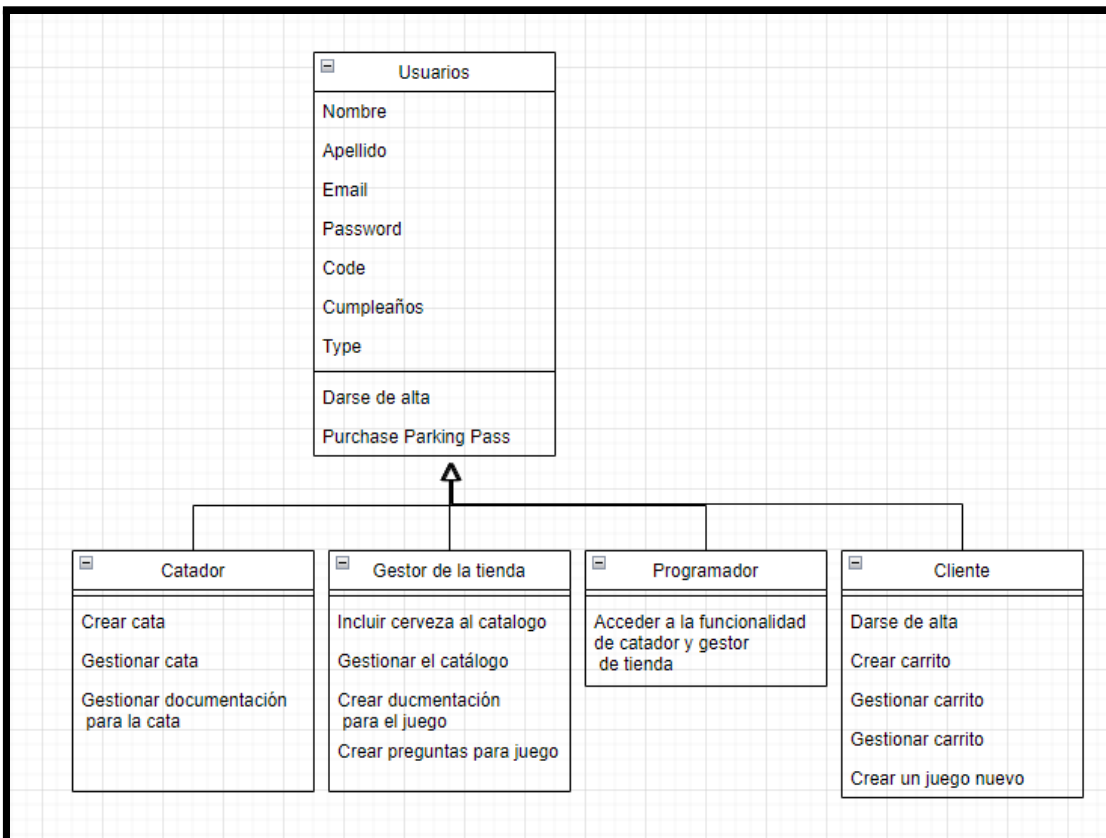 Usuarios
Nombre
Apellido
Email
Password
Code
Cumpleaños
Type
Darse de alta
Purchase Parking Pass
Catador
Crear cata
Gestionar cata
Gestionar documentación
para la cata
Gestor de la tienda
Incluir cerveza al catalogo
Gestionar el catálogo
Crear ducmentación
para el juego
Crear preguntas para juego
Programador
Acceder a la funcionalidad
de catador y gestor
de tienda
Cliente
Darse de alta
Crear carrito
Gestionar carrito
Gestionar carrito
Crear un juego nuevo